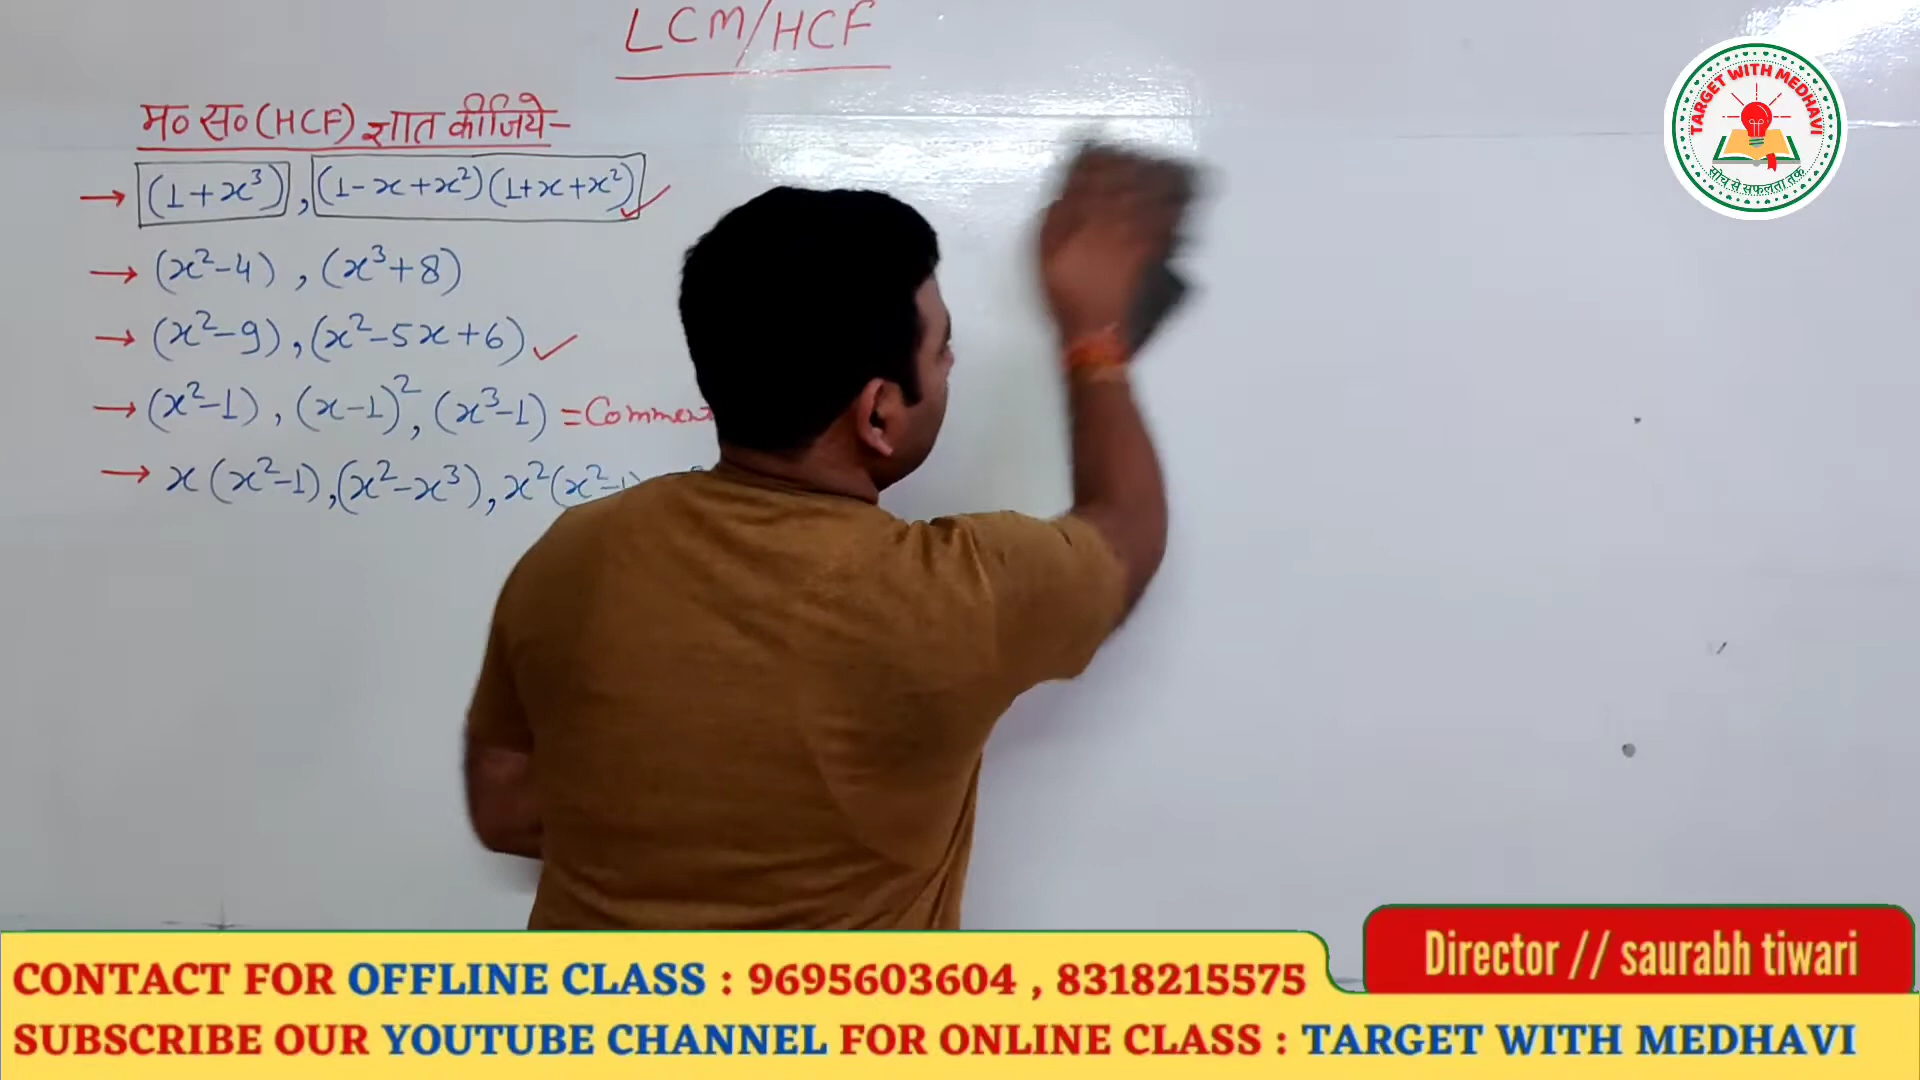 LCM/HCF
म० स० (HCF) ज्ञात कीजिये-
→ (1+x³), (1-x+x²)(1+x+x²) ✓
→ (x²-4), (x³+8)
→ (x²-9), (x²-5x+6) ✓
→ (x²-1), (x-1)², (x³-1) = Comment
→ x(x²-1), (x²-x³), x²(x²-1)
TARGET WITH MEDHAVI
सोच से सफलता तक
Director // saurabh tiwari
CONTACT FOR OFFLINE CLASS : 9695603604 , 8318215575
SUBSCRIBE OUR YOUTUBE CHANNEL FOR ONLINE CLASS : TARGET WITH MEDHAVI